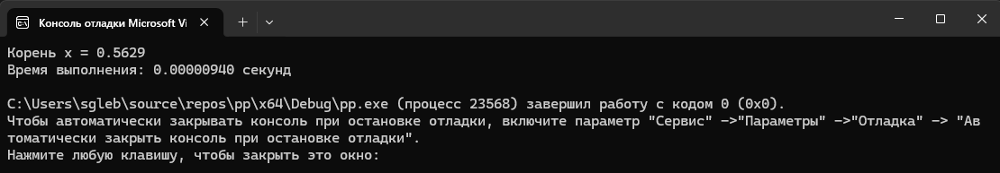 Консоль отладки Microsoft Vi
Корень x = 0.5629
Время выполнения: 0.00000940 секунд
C:\Users\sgleb\source\repos\pp\x64\Debug\pp.exe (процесс 23568) завершил работу с кодом 0 (0x0).
Чтобы автоматически закрывать консоль при остановке отладки, включите параметр "Сервис" ->"Параметры" ->"Отладка" -> "Ав
томатически закрыть консоль при остановке отладки".
Нажмите любую клавишу, чтобы закрыть это окно: